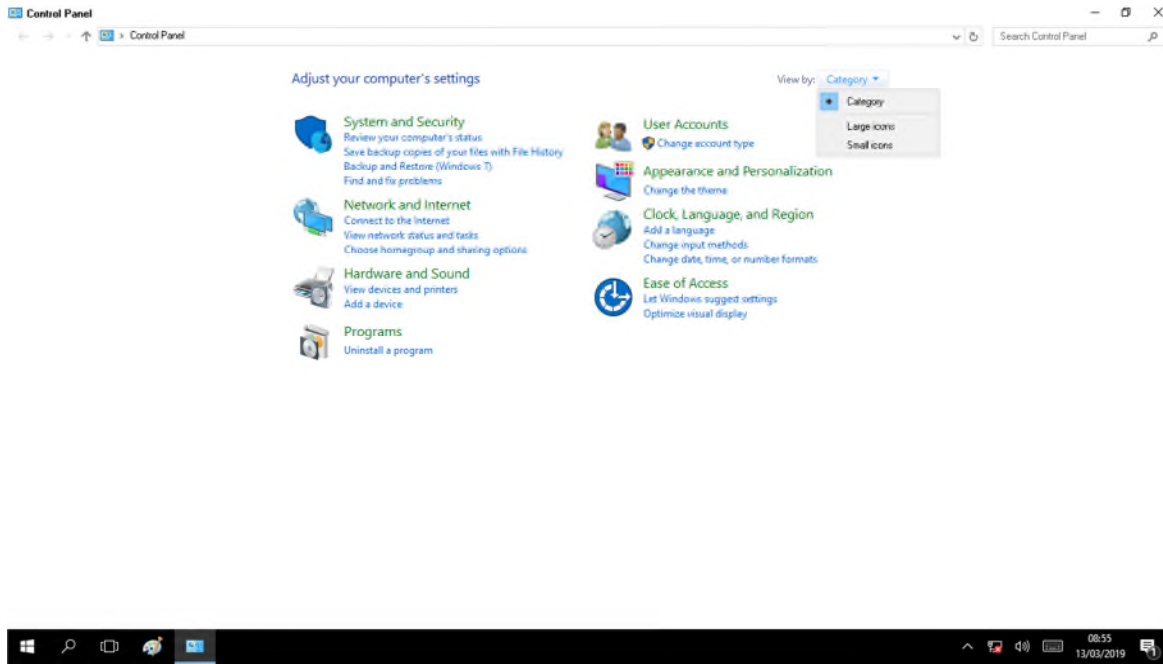 Control Panel
Control Panel
Search Control Panel
Adjust your computer's settings
View by: Category
Category
Large icons
Small icons
System and Security
Review your computer's status
Save backup copies of your files with File History
Backup and Restore (Windows 7)
Find and fix problems
Network and Internet
Connect to the Internet
View network status and tasks
Choose homegroup and sharing options
Hardware and Sound
View devices and printers
Add a device
Programs
Uninstall a program
User Accounts
Change account type
Appearance and Personalization
Change the theme
Clock, Language, and Region
Add a language
Change input methods
Change date, time, or number formats
Ease of Access
Let Windows suggest settings
Optimize visual display
08:55
13/03/2019
1